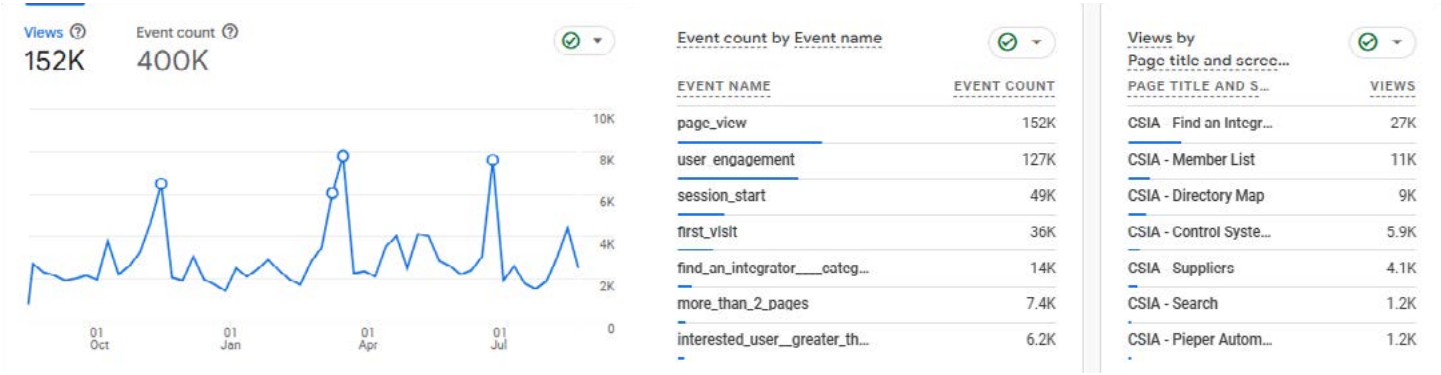 Views Event count
152K 400K
10K
8K
6K
4K
2K
0
01 Oct
01 Jan
01 Apr
01 Jul
Event count by Event name
EVENT NAME EVENT COUNT
page_view 152K
user_engagement 127K
session_start 49K
first_visit 36K
find_an_integrator____categ... 14K
more_than_2_pages 7.4K
interested_user__greater_th... 6.2K
Views by
Page title and scree...
PAGE TITLE AND S... VIEWS
CSIA - Find an Integr... 27K
CSIA - Member List 11K
CSIA - Directory Map 9K
CSIA - Control Syste... 5.9K
CSIA - Suppliers 4.1K
CSIA - Search 1.2K
CSIA - Pieper Autom... 1.2K